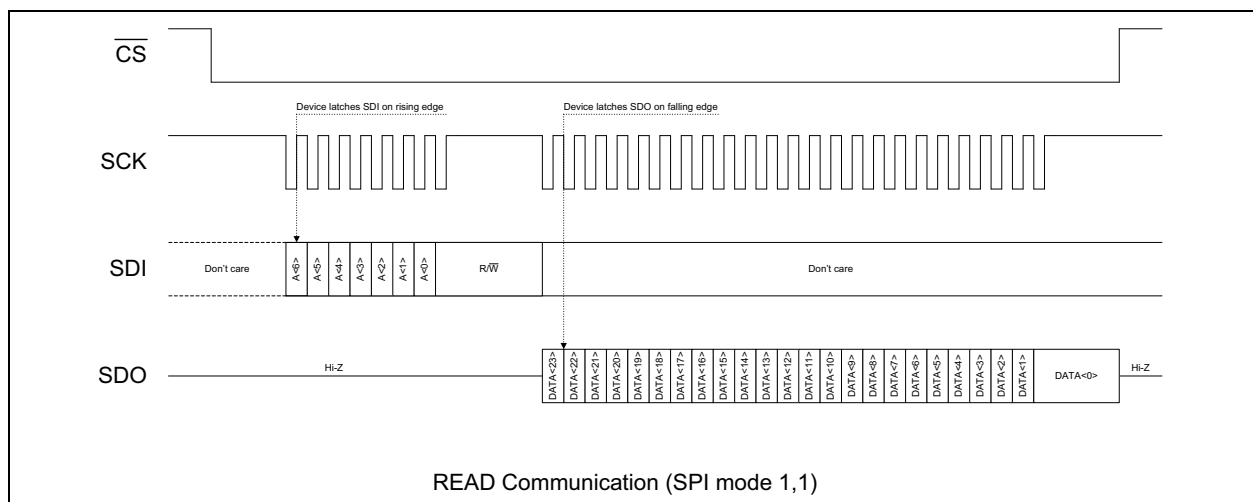 CS
Device latches SDI on rising edge
Device latches SDO on falling edge
SCK
SDI
Don't care
A<6>
A<5>
A<4>
A<3>
A<2>
A<1>
A<0>
R/W
Don't care
SDO
Hi-Z
DATA<23>
DATA<22>
DATA<21>
DATA<20>
DATA<19>
DATA<18>
DATA<17>
DATA<16>
DATA<15>
DATA<14>
DATA<13>
DATA<12>
DATA<11>
DATA<10>
DATA<9>
DATA<8>
DATA<7>
DATA<6>
DATA<5>
DATA<4>
DATA<3>
DATA<2>
DATA<1>
DATA<0>
Hi-Z
READ Communication (SPI mode 1,1)